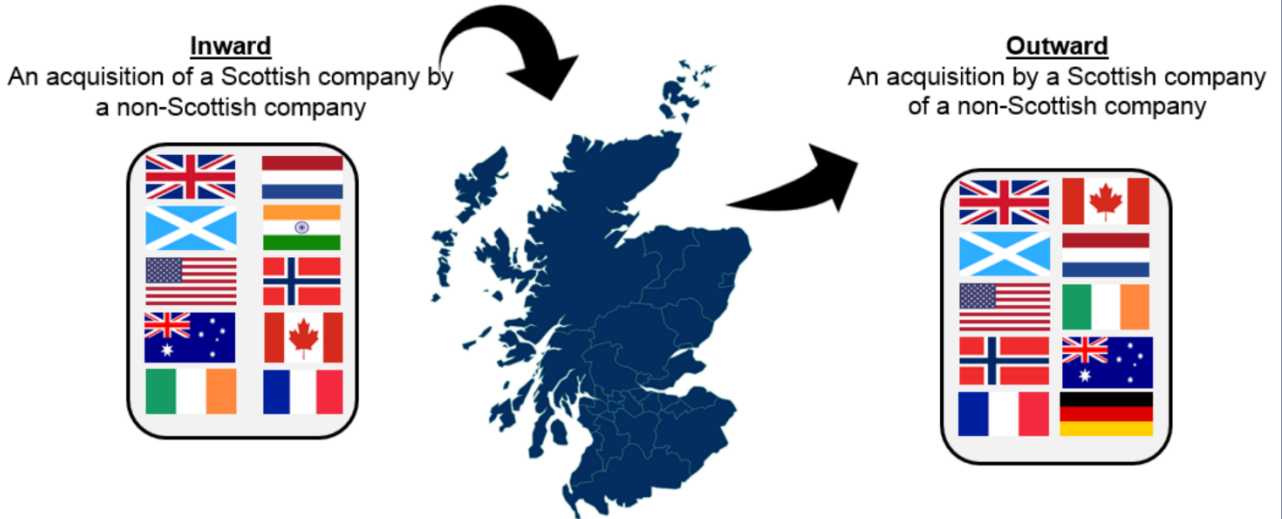 Inward
An acquisition of a Scottish company by
a non-Scottish company
Outward
An acquisition by a Scottish company
of a non-Scottish company